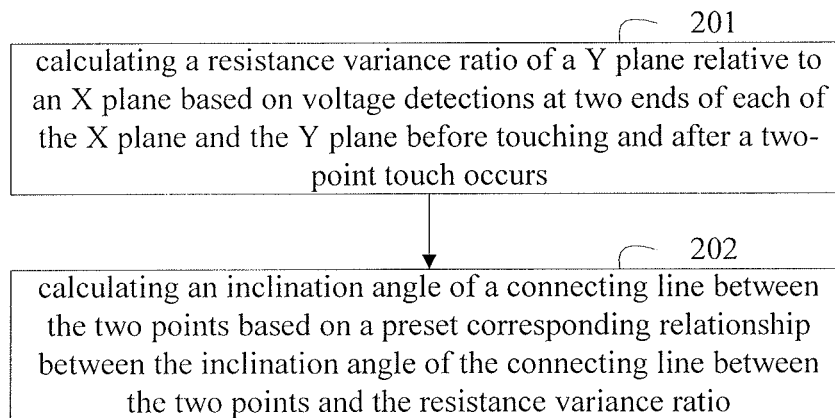 201
calculating a resistance variance ratio of a Y plane relative to
an X plane based on voltage detections at two ends of each of
the X plane and the Y plane before touching and after a two-
point touch occurs
202
calculating an inclination angle of a connecting line between
the two points based on a preset corresponding relationship
between the inclination angle of the connecting line between
the two points and the resistance variance ratio